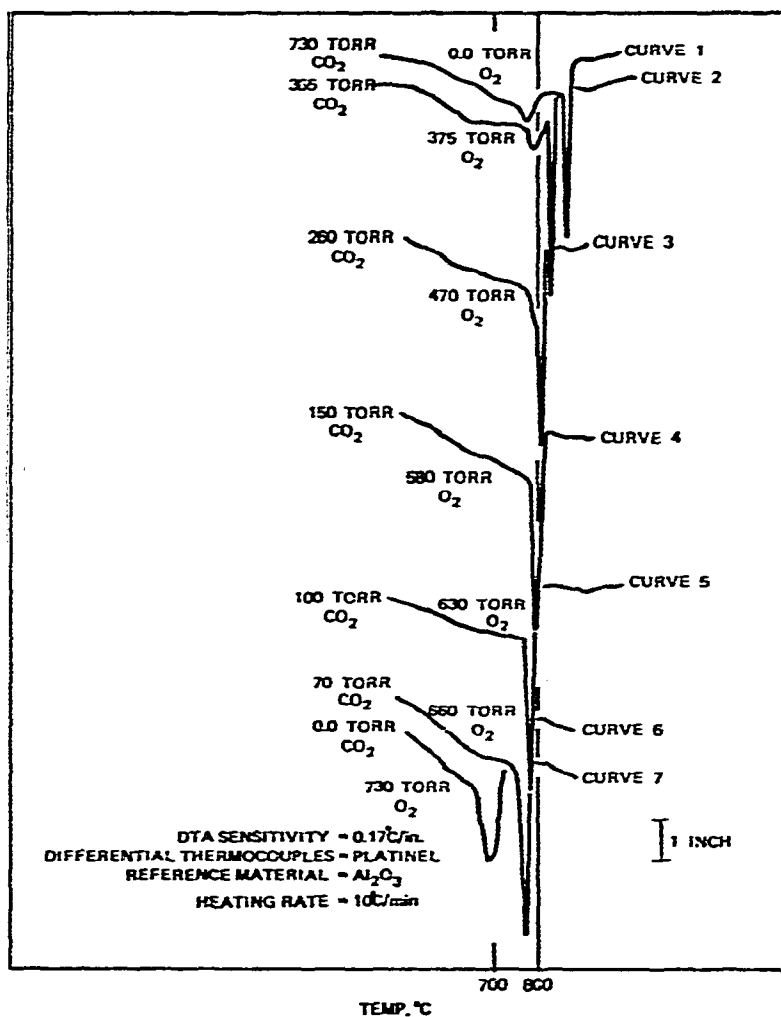 730 TORR
CO2
0.0 TORR
O2
CURVE 1
CURVE 2
365 TORR
CO2
375 TORR
O2
260 TORR
CO2
CURVE 3
470 TORR
O2
150 TORR
CO2
CURVE 4
580 TORR
O2
CURVE 5
100 TORR
CO2
630 TORR
O2
70 TORR
CO2
660 TORR
O2
CURVE 6
0.0 TORR
CO2
CURVE 7
730 TORR
O2
DTA SENSITIVITY = 0.17°C/in.
DIFFERENTIAL THERMOCOUPLES = PLATINEL
REFERENCE MATERIAL = Al2O3
HEATING RATE = 10°C/min
1 INCH
700 800
TEMP, °C